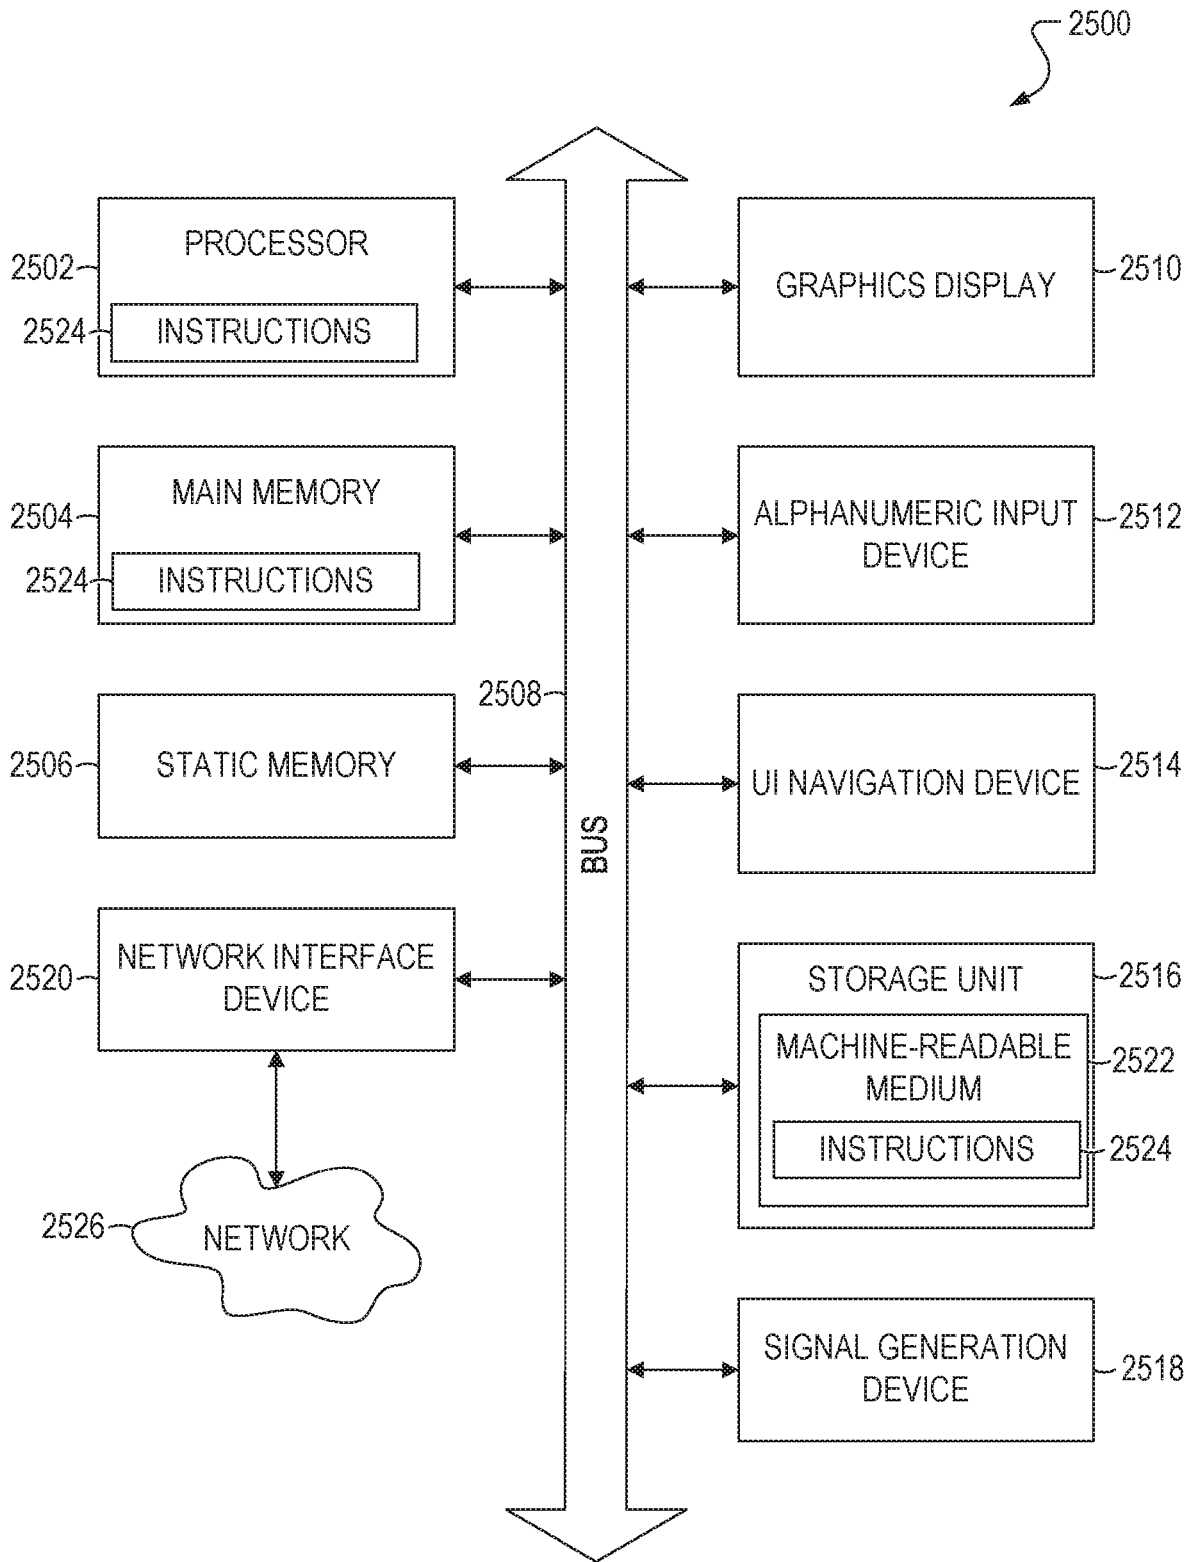 2500
PROCESSOR
2502
2524
INSTRUCTIONS
MAIN MEMORY
2504
2524
INSTRUCTIONS
2508
STATIC MEMORY
2506
BUS
NETWORK INTERFACE
DEVICE
2520
2526
NETWORK
GRAPHICS DISPLAY
2510
ALPHANUMERIC INPUT
DEVICE
2512
UI NAVIGATION DEVICE
2514
STORAGE UNIT
2516
MACHINE-READABLE
MEDIUM
2522
INSTRUCTIONS
2524
SIGNAL GENERATION
DEVICE
2518